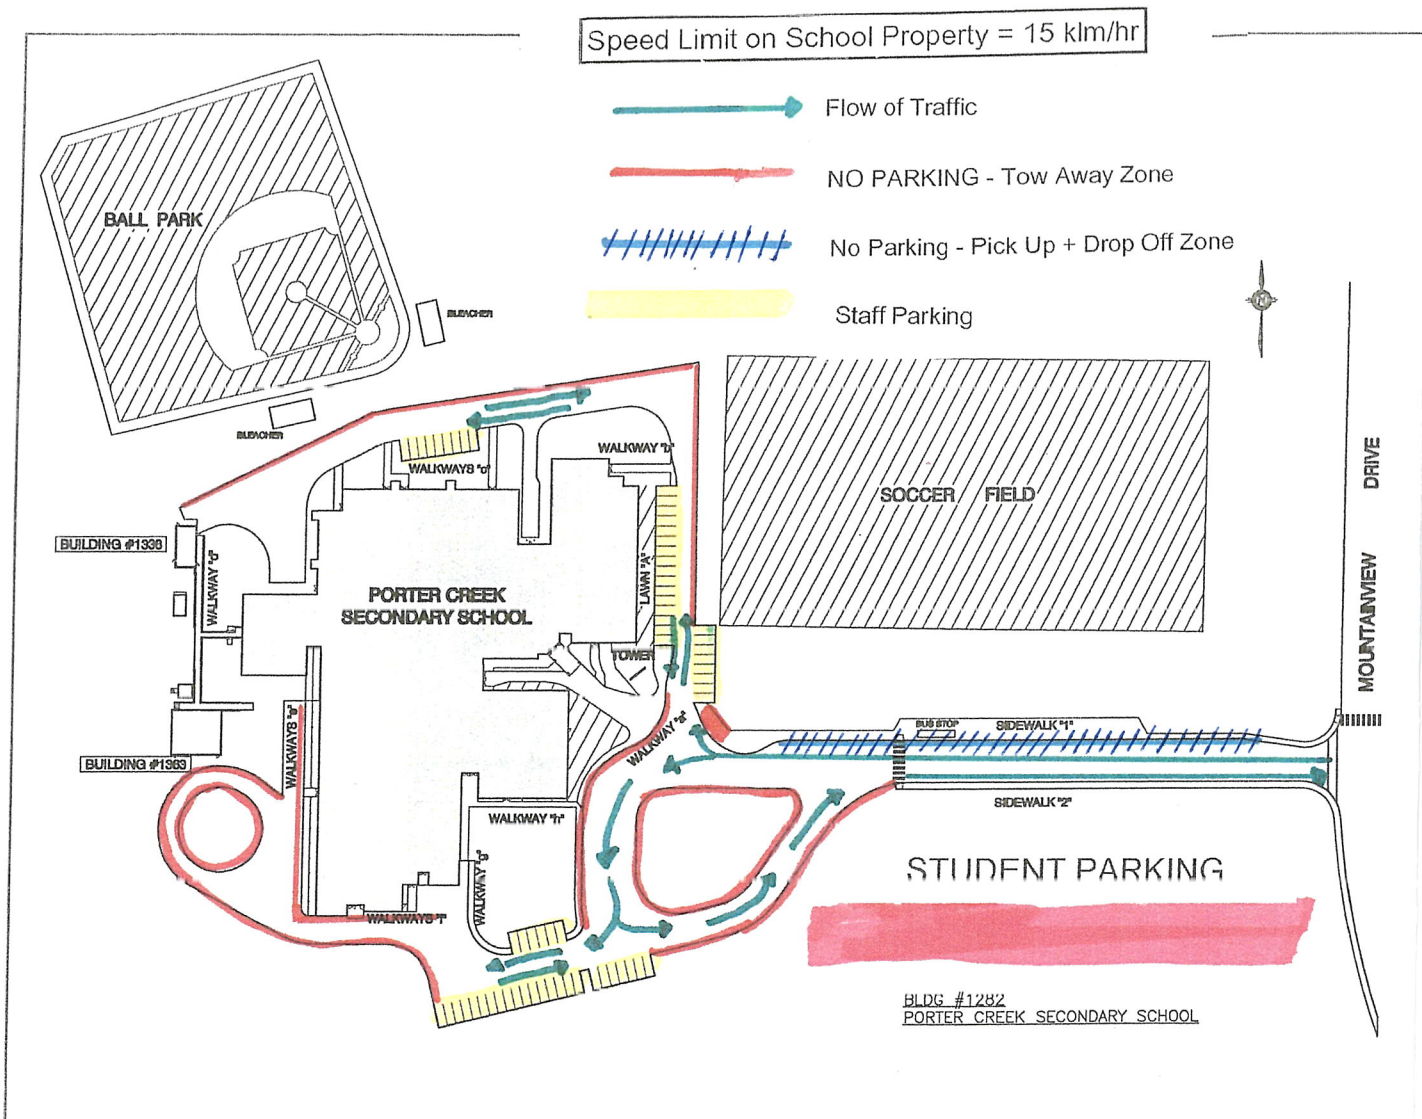 Speed Limit on School Property = 15 klm/hr
Flow of Traffic
NO PARKING - Tow Away Zone
No Parking - Pick Up + Drop Off Zone
Staff Parking
N
BALL PARK
BLEACHER
BLEACHER
WALKWAYS "c"
WALKWAY "b"
SOCCER FIELD
MOUNTAINVIEW DRIVE
BUILDING #1336
WALKWAY "d"
LAWN "A"
PORTER CREEK
SECONDARY SCHOOL
TOWER
WALKWAYS "e"
WALKWAY "a"
BUS STOP
SIDEWALK "1"
BUILDING #1363
SIDEWALK "2"
WALKWAY "h"
WALKWAY "g"
WALKWAYS "f"
STUDENT PARKING
BLDG #1282
PORTER CREEK SECONDARY SCHOOL